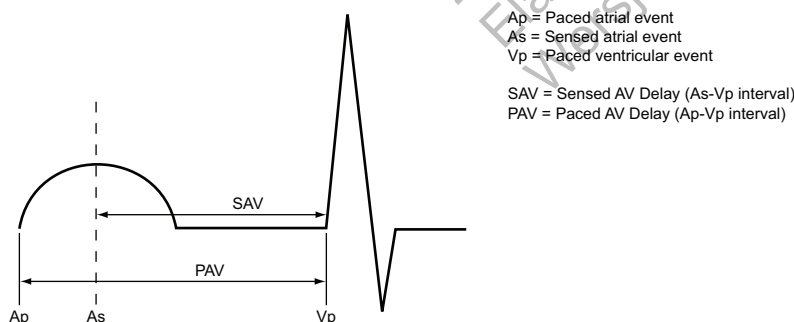 Ap = Paced atrial event
As = Sensed atrial event
Vp = Paced ventricular event
SAV = Sensed AV Delay (As-Vp interval)
PAV = Paced AV Delay (Ap-Vp interval)
SAV
PAV
Ap As Vp